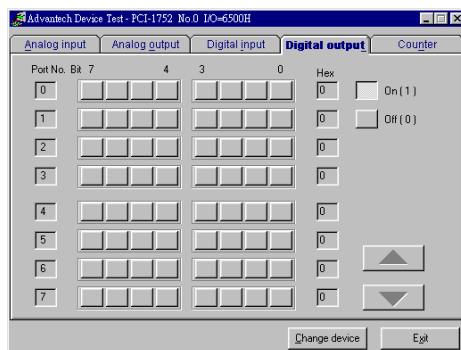 Advantech Device Test - PCI-1752 No.0 I/O=6500H
Analog input Analog output Digital input Digital output Counter
Port No. Bit 7 4 3 0 Hex
0 0 On ( 1 )
1 0 Off ( 0 )
2 0
3 0
4 0
5 0
6 0
7 0
Change device Exit